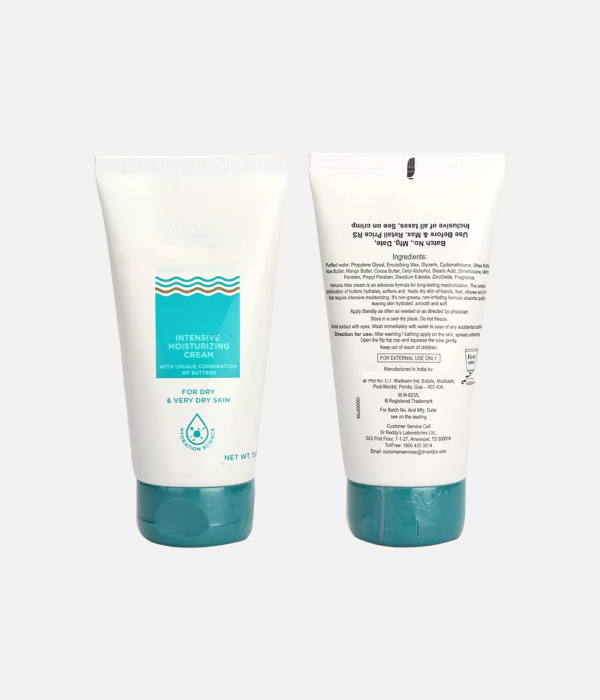 INTENSIVE
MOISTURIZING
CREAM
WITH UNIQUE COMBINATION
OF BUTTERS
FOR DRY
& VERY DRY SKIN
HYDRATION SCIENCE
NET WT. 15
Batch No., Mfg. Date,
Use Before & Max. Retail Price RS
Inclusive of all taxes, See on crimp
Ingredients:
Purified water, Propylene Glycol, Emulsifying Wax, Glycerin, Cyclomethicone, Shea Butter
Aloe Butter, Mango Butter, Cocoa Butter, Cetyl Alchohol, Stearic Acid, Dimethicone, Methyl
Paraben, Propyl Paraben, Disodium Edetate, ZincOxide, Fragrance.
Venusia Max cream is an advance formula for long-lasting moisturization. The unique
combination of butters hydrates, softens and heals dry skin of hands, feet, elbows and
that require intensive moisturizing. It's non-greasy, non-irritating formula absorbs quickly
leaving skin hydrated ,smooth and soft
Apply liberally as often as needed or as directed by physician
Store in a cool dry place. Do not freeze.
Avoid contact with eyes. Wash immediately with water in case of any accidental contact
Direction for use: After washing / bathing apply on the skin, spread uniformly
Open the flip top cap and squeeze the tube gently.
Keep out of reach of children.
FOR EXTERNAL USE ONLY
First
use
Manufactured in India by:
at: Plot No: C-1. Madkaim Ind. Estate, Madkaim,
Post-Mardol, Ponda, Goa – 403 404.
® Registered Trademark
For Batch No. And Mfg. Date:
see on the sealing
Customer Service Cell
Dr Reddy's Laboratories Ltd.,
GGI First Floor, 7-1-27, Ameerpet, TS 500016
TollFree: 1800 425 0014
Email: customerservices@drreddys.com